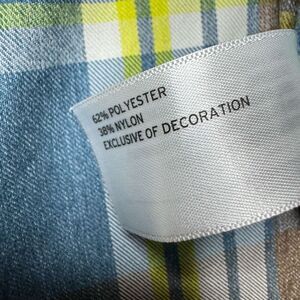 62% POLYESTER
38% NYLON
EXCLUSIVE OF DECORATION